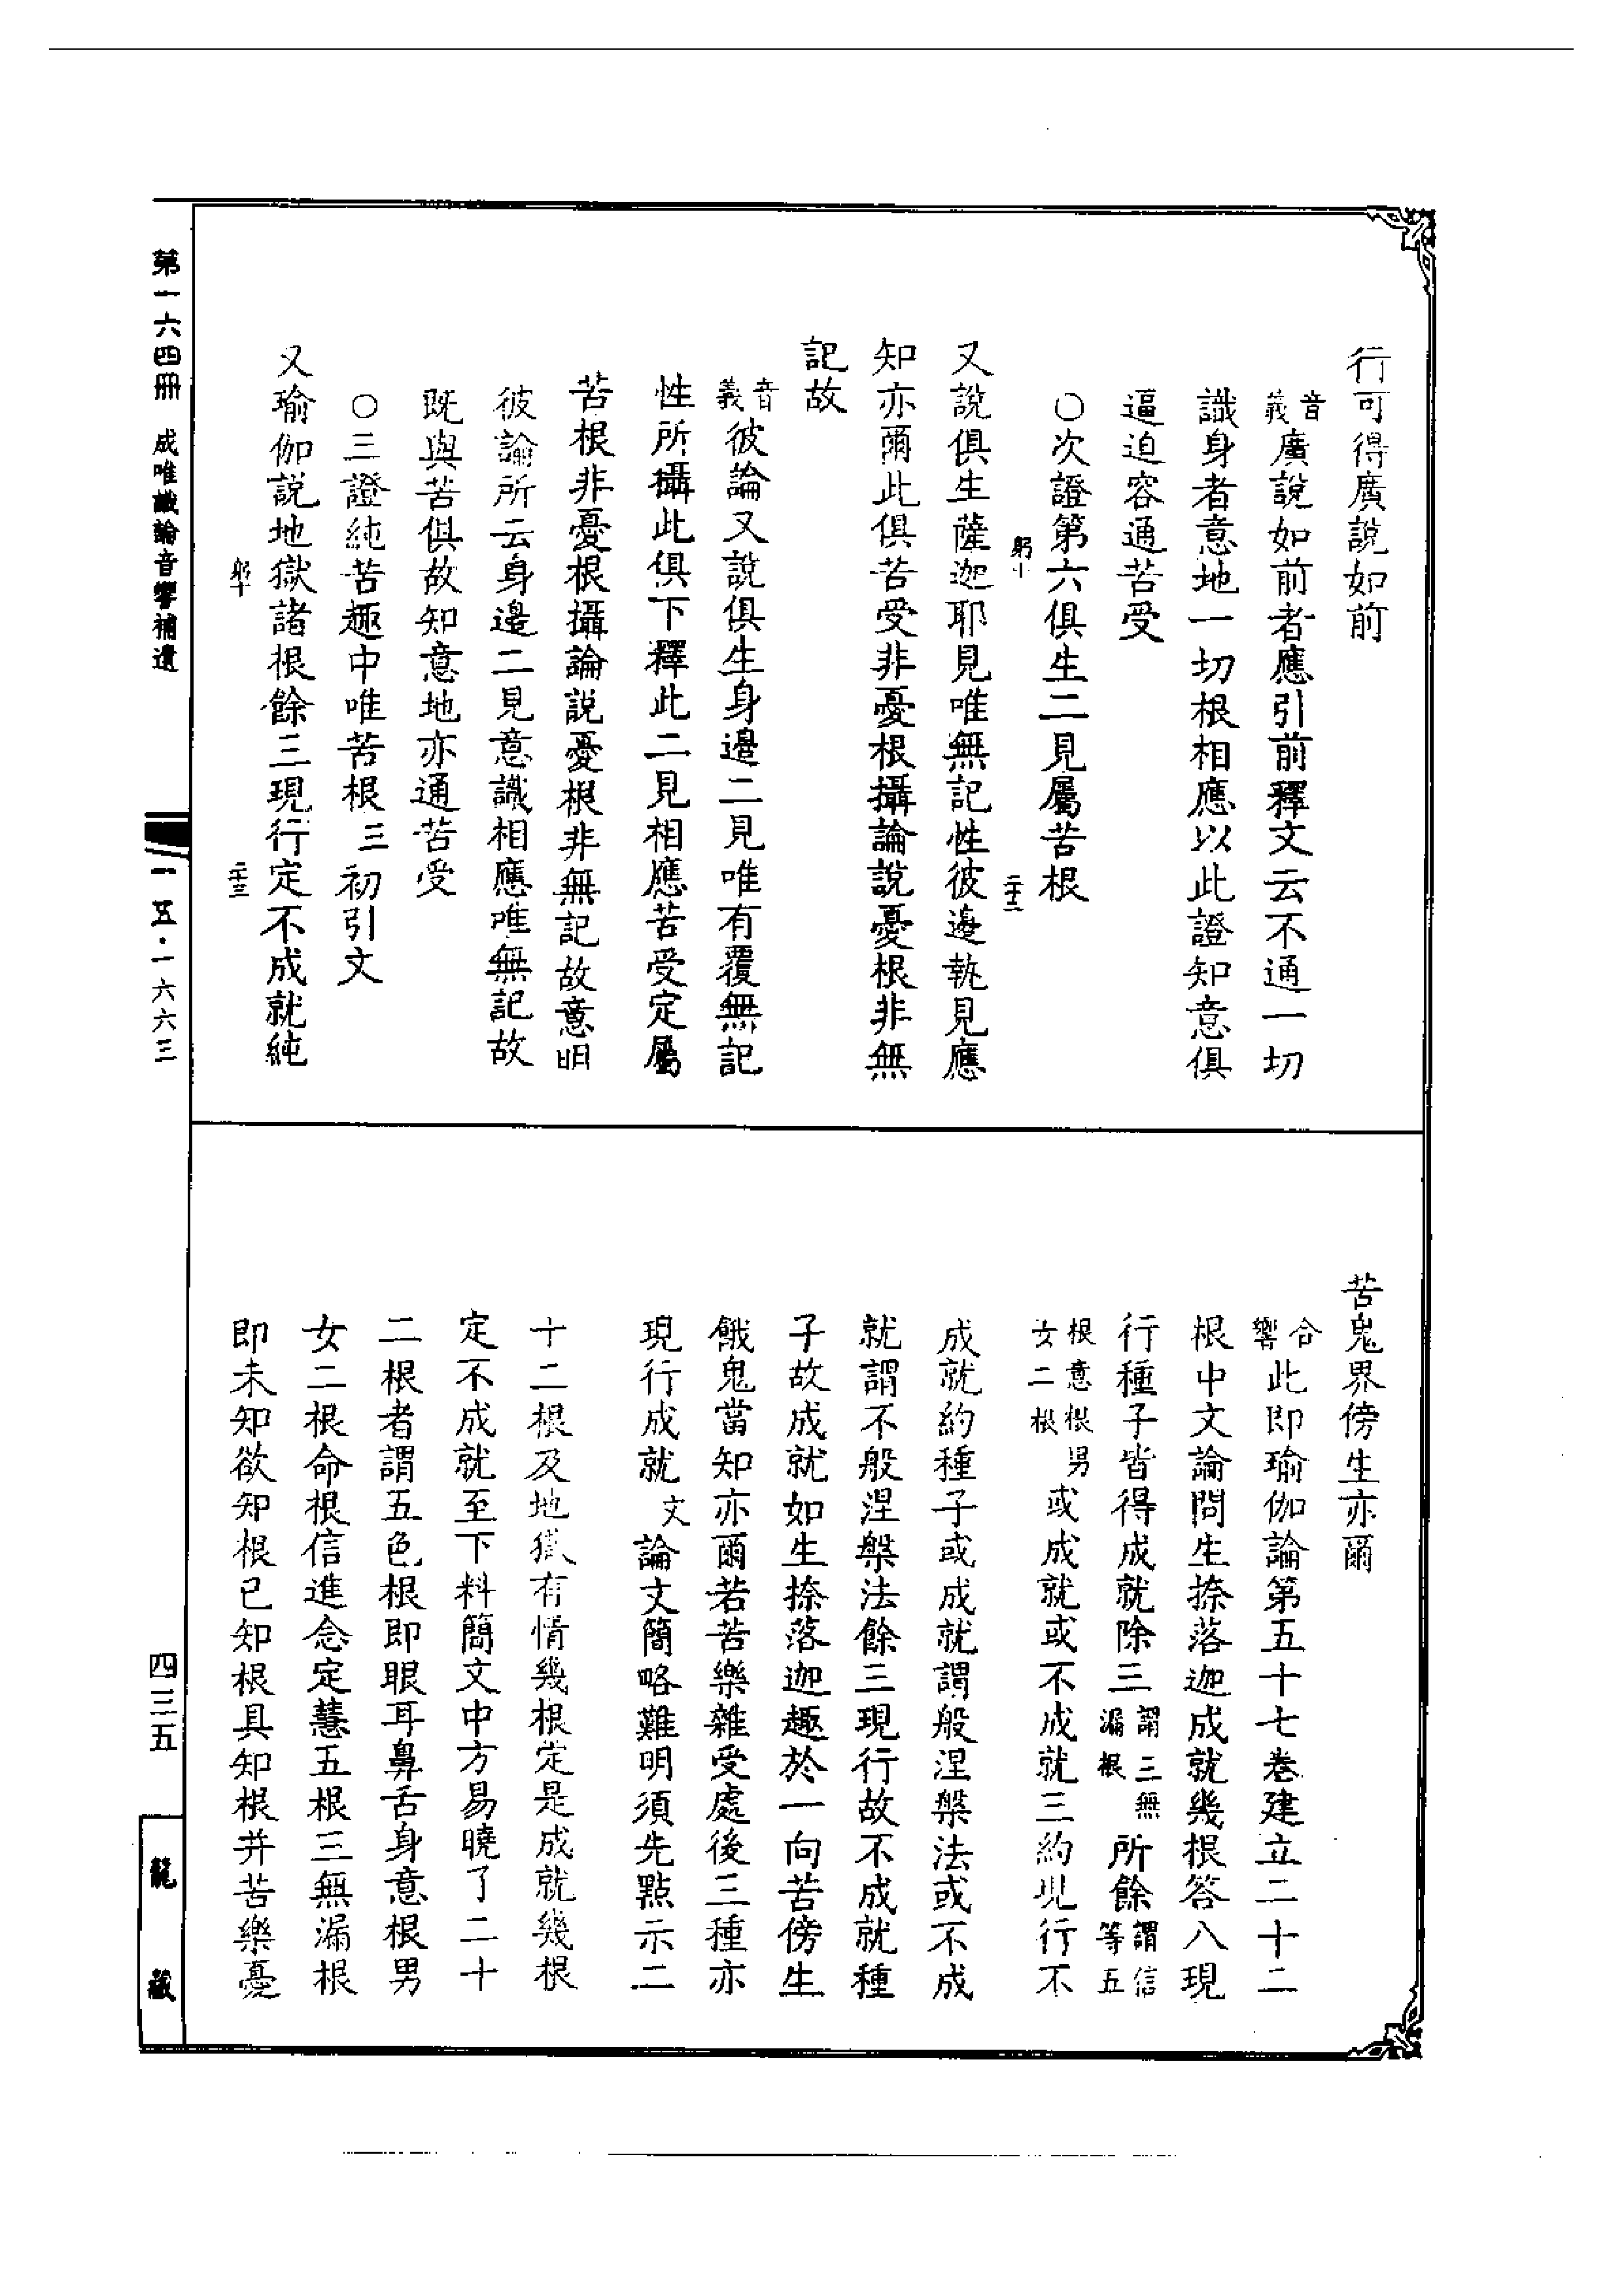 行可得廣說如前
音義廣說如前者應引前釋文云不通一切
識身者意地一切根相應以此證知意俱
逼迫容通苦受
○次證第六俱生二見屬苦根
躬十 二十二
又說俱生薩迦耶見唯無記性彼邊執見應
知亦爾此俱苦受非憂根攝論說憂根非無
記故
音義彼論又說俱生身邊二見唯有覆無記
性所攝此俱下釋此二見相應苦受定屬
苦根非憂根攝論說憂根非無記故意明
彼論所云身邊二見意識相應唯無記故
既與苦俱故知意地亦通苦受
○三證純苦趣中唯苦根三初引文
又瑜伽說地獄諸根餘三現行定不成就純
躬十 二十三
苦鬼界傍生亦爾
合響此即瑜伽論第五十七卷建立二十二
根中文論問生捺落迦成就幾根答八現
行種子皆得成就除三謂三無漏根所餘謂信等五
根意根男女二根或成就或不成就三約現行不
成就約種子或成就謂般涅槃法或不成
就謂不般涅槃法餘三現行故不成就種
子故成就如生捺落迦趣於一向苦傍生
餓鬼當知亦爾若苦樂雜受處後三種亦
現行成就文論文簡略難明須先點示二
十二根及地獄有情幾根定是成就幾根
定不成就至下料簡文中方易曉了二十
二根者謂五色根即眼耳鼻舌身意根男
女二根命根信進念定慧五根三無漏根
即未知欲知根已知根具知根并苦樂憂
第一六四冊 成唯識論音響補遺
一五·一六六三
四三五
龍藏